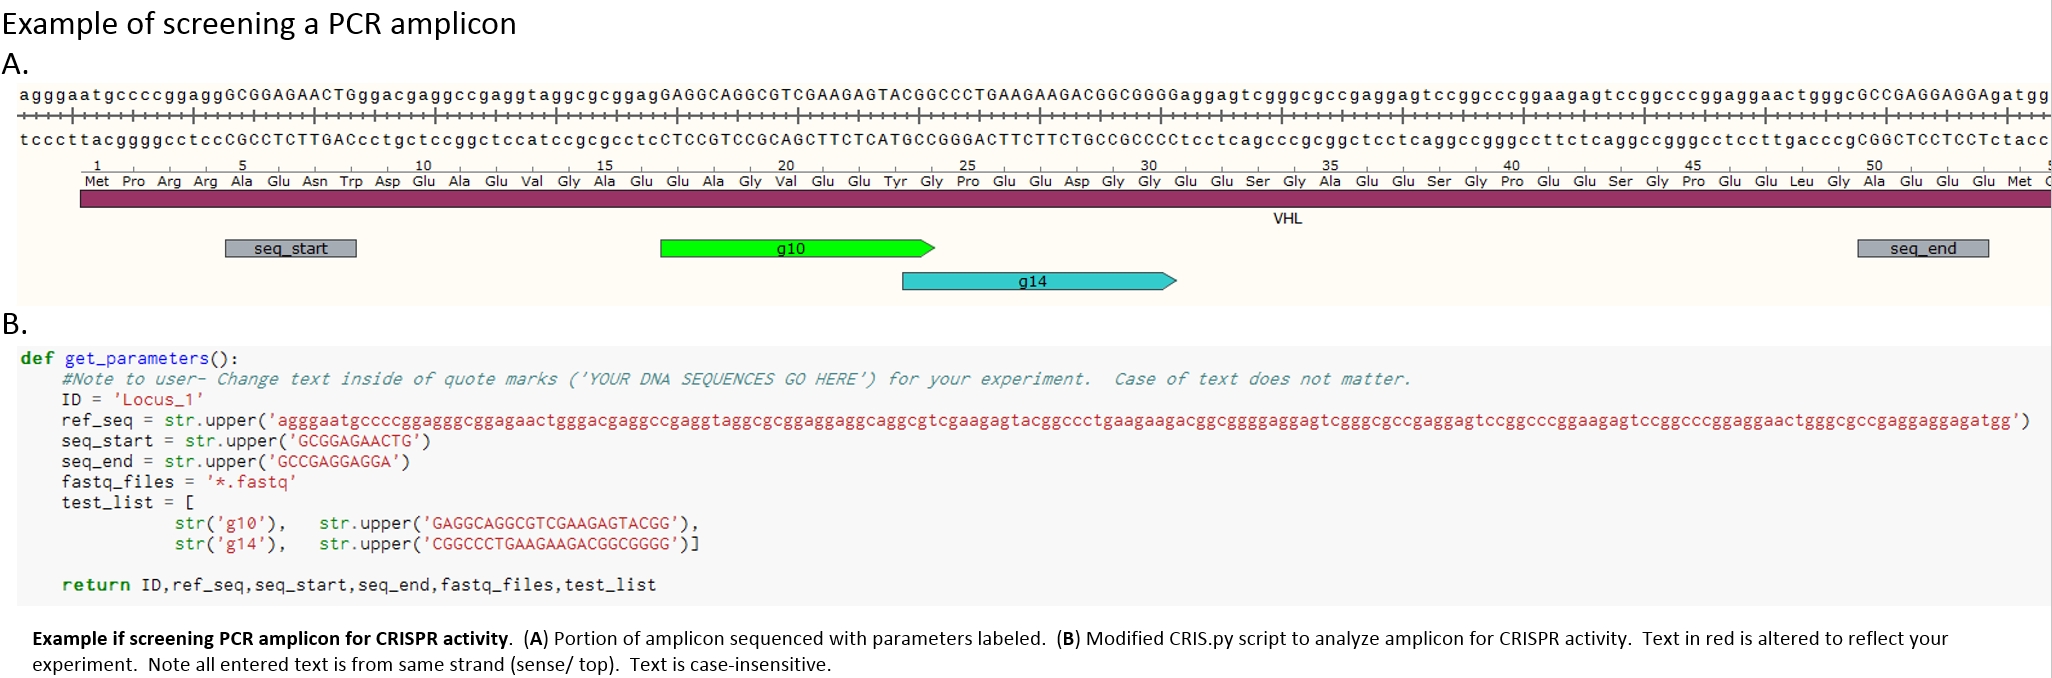 Example of screening a PCR amplicon
A.
agggaatgccccggagggGCGGAGAACTGggacgaggccgaggtaggcgcggagGAGGCAGGCGTCGAAGAGTACGGCCCTGAAGAAGACGGCGGGGaggagtcgggcgccgaggagtccggcccggaagagtccggcccggaggaactgggcGCCGAGGAGGAgatgg
tcccttacggggcctcccCGCCTCTTGACcctgctccggctccatccgcgcctcCTCCGTCCGCAGCTTCTCATGCCGGGACTTCTTCTGCCGCCCCtcctcagcccgcggctcctcaggccgggccttctcaggccgggcctccttgacccgCGGCTCCTCCTctacc
1 5 10 15 20 25 30 35 40 45 50
Met Pro Arg Arg Ala Glu Asn Trp Asp Glu Ala Glu Val Gly Ala Glu Glu Ala Gly Val Glu Glu Tyr Gly Pro Glu Glu Asp Gly Gly Glu Glu Ser Gly Ala Glu Glu Ser Gly Pro Glu Glu Ser Gly Pro Glu Glu Leu Gly Ala Glu Glu Glu Met
VHL
seq_start g10 seq_end
g14
B.
def get_parameters():
#Note to user- Change text inside of quote marks ('YOUR DNA SEQUENCES GO HERE') for your experiment. Case of text does not matter.
ID = 'Locus_1'
ref_seq = str.upper('agggaatgccccggagggcggagaactgggacgaggccgaggtaggcgcggaggaggcaggcgtcgaagagtacggccctgaagaagacggcggggaggagtcgggcgccgaggagtccggcccggaagagtccggcccggaggaactgggcgccgaggaggagatgg')
seq_start = str.upper('GCGGAGAACTG')
seq_end = str.upper('GCCGAGGAGGA')
fastq_files = '*.fastq'
test_list = [
str('g10'), str.upper('GAGGCAGGCGTCGAAGAGTACGG'),
str('g14'), str.upper('CGGCCCTGAAGAAGACGGCGGGG')]
return ID,ref_seq,seq_start,seq_end,fastq_files,test_list
Example if screening PCR amplicon for CRISPR activity. (A) Portion of amplicon sequenced with parameters labeled. (B) Modified CRIS.py script to analyze amplicon for CRISPR activity. Text in red is altered to reflect your
experiment. Note all entered text is from same strand (sense/ top). Text is case-insensitive.